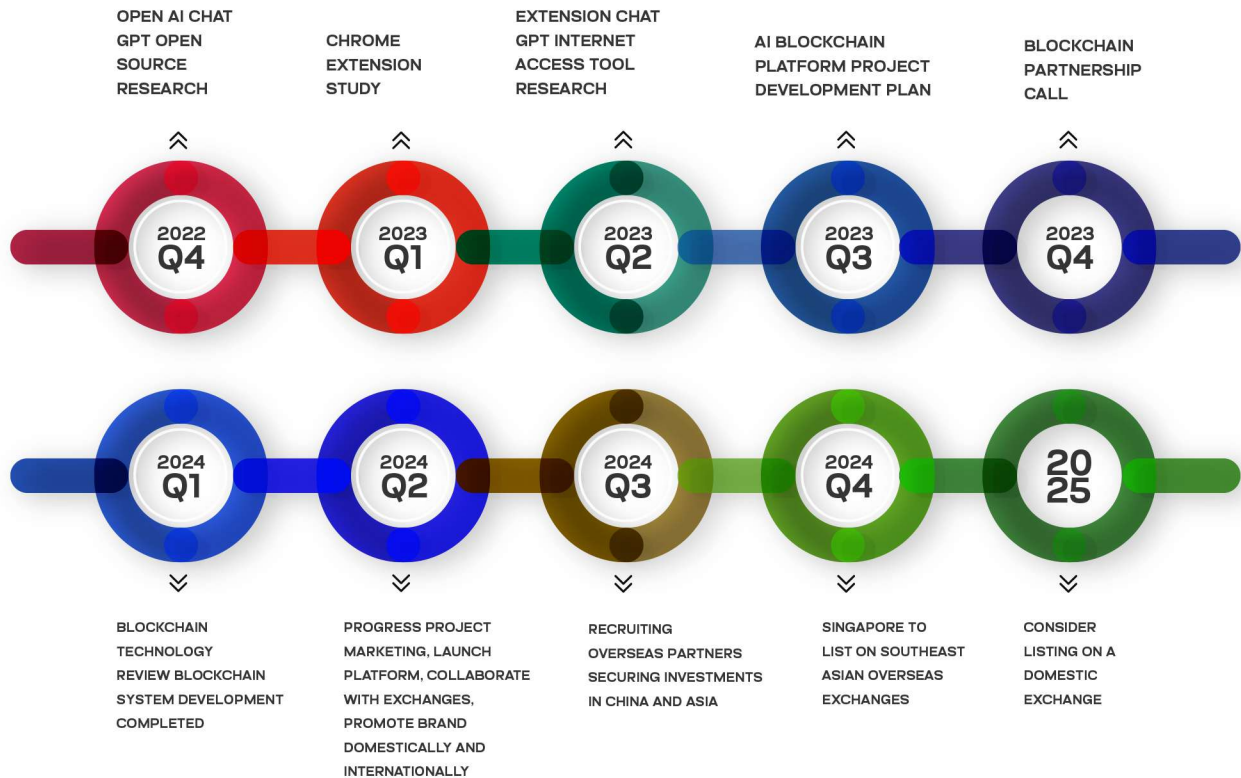 OPEN AI CHAT
GPT OPEN
SOURCE
RESEARCH
CHROME
EXTENSION
STUDY
EXTENSION CHAT
GPT INTERNET
ACCESS TOOL
RESEARCH
AI BLOCKCHAIN
PLATFORM PROJECT
DEVELOPMENT PLAN
BLOCKCHAIN
PARTNERSHIP
CALL
2022
Q4
2023
Q1
2023
Q2
2023
Q3
2023
Q4
2024
Q1
2024
Q2
2024
Q3
2024
Q4
20
25
BLOCKCHAIN
TECHNOLOGY
REVIEW BLOCKCHAIN
SYSTEM DEVELOPMENT
COMPLETED
PROGRESS PROJECT
MARKETING, LAUNCH
PLATFORM, COLLABORATE
WITH EXCHANGES,
PROMOTE BRAND
DOMESTICALLY AND
INTERNATIONALLY
RECRUITING
OVERSEAS PARTNERS
SECURING INVESTMENTS
IN CHINA AND ASIA
SINGAPORE TO
LIST ON SOUTHEAST
ASIAN OVERSEAS
EXCHANGES
CONSIDER
LISTING ON A
DOMESTIC
EXCHANGE